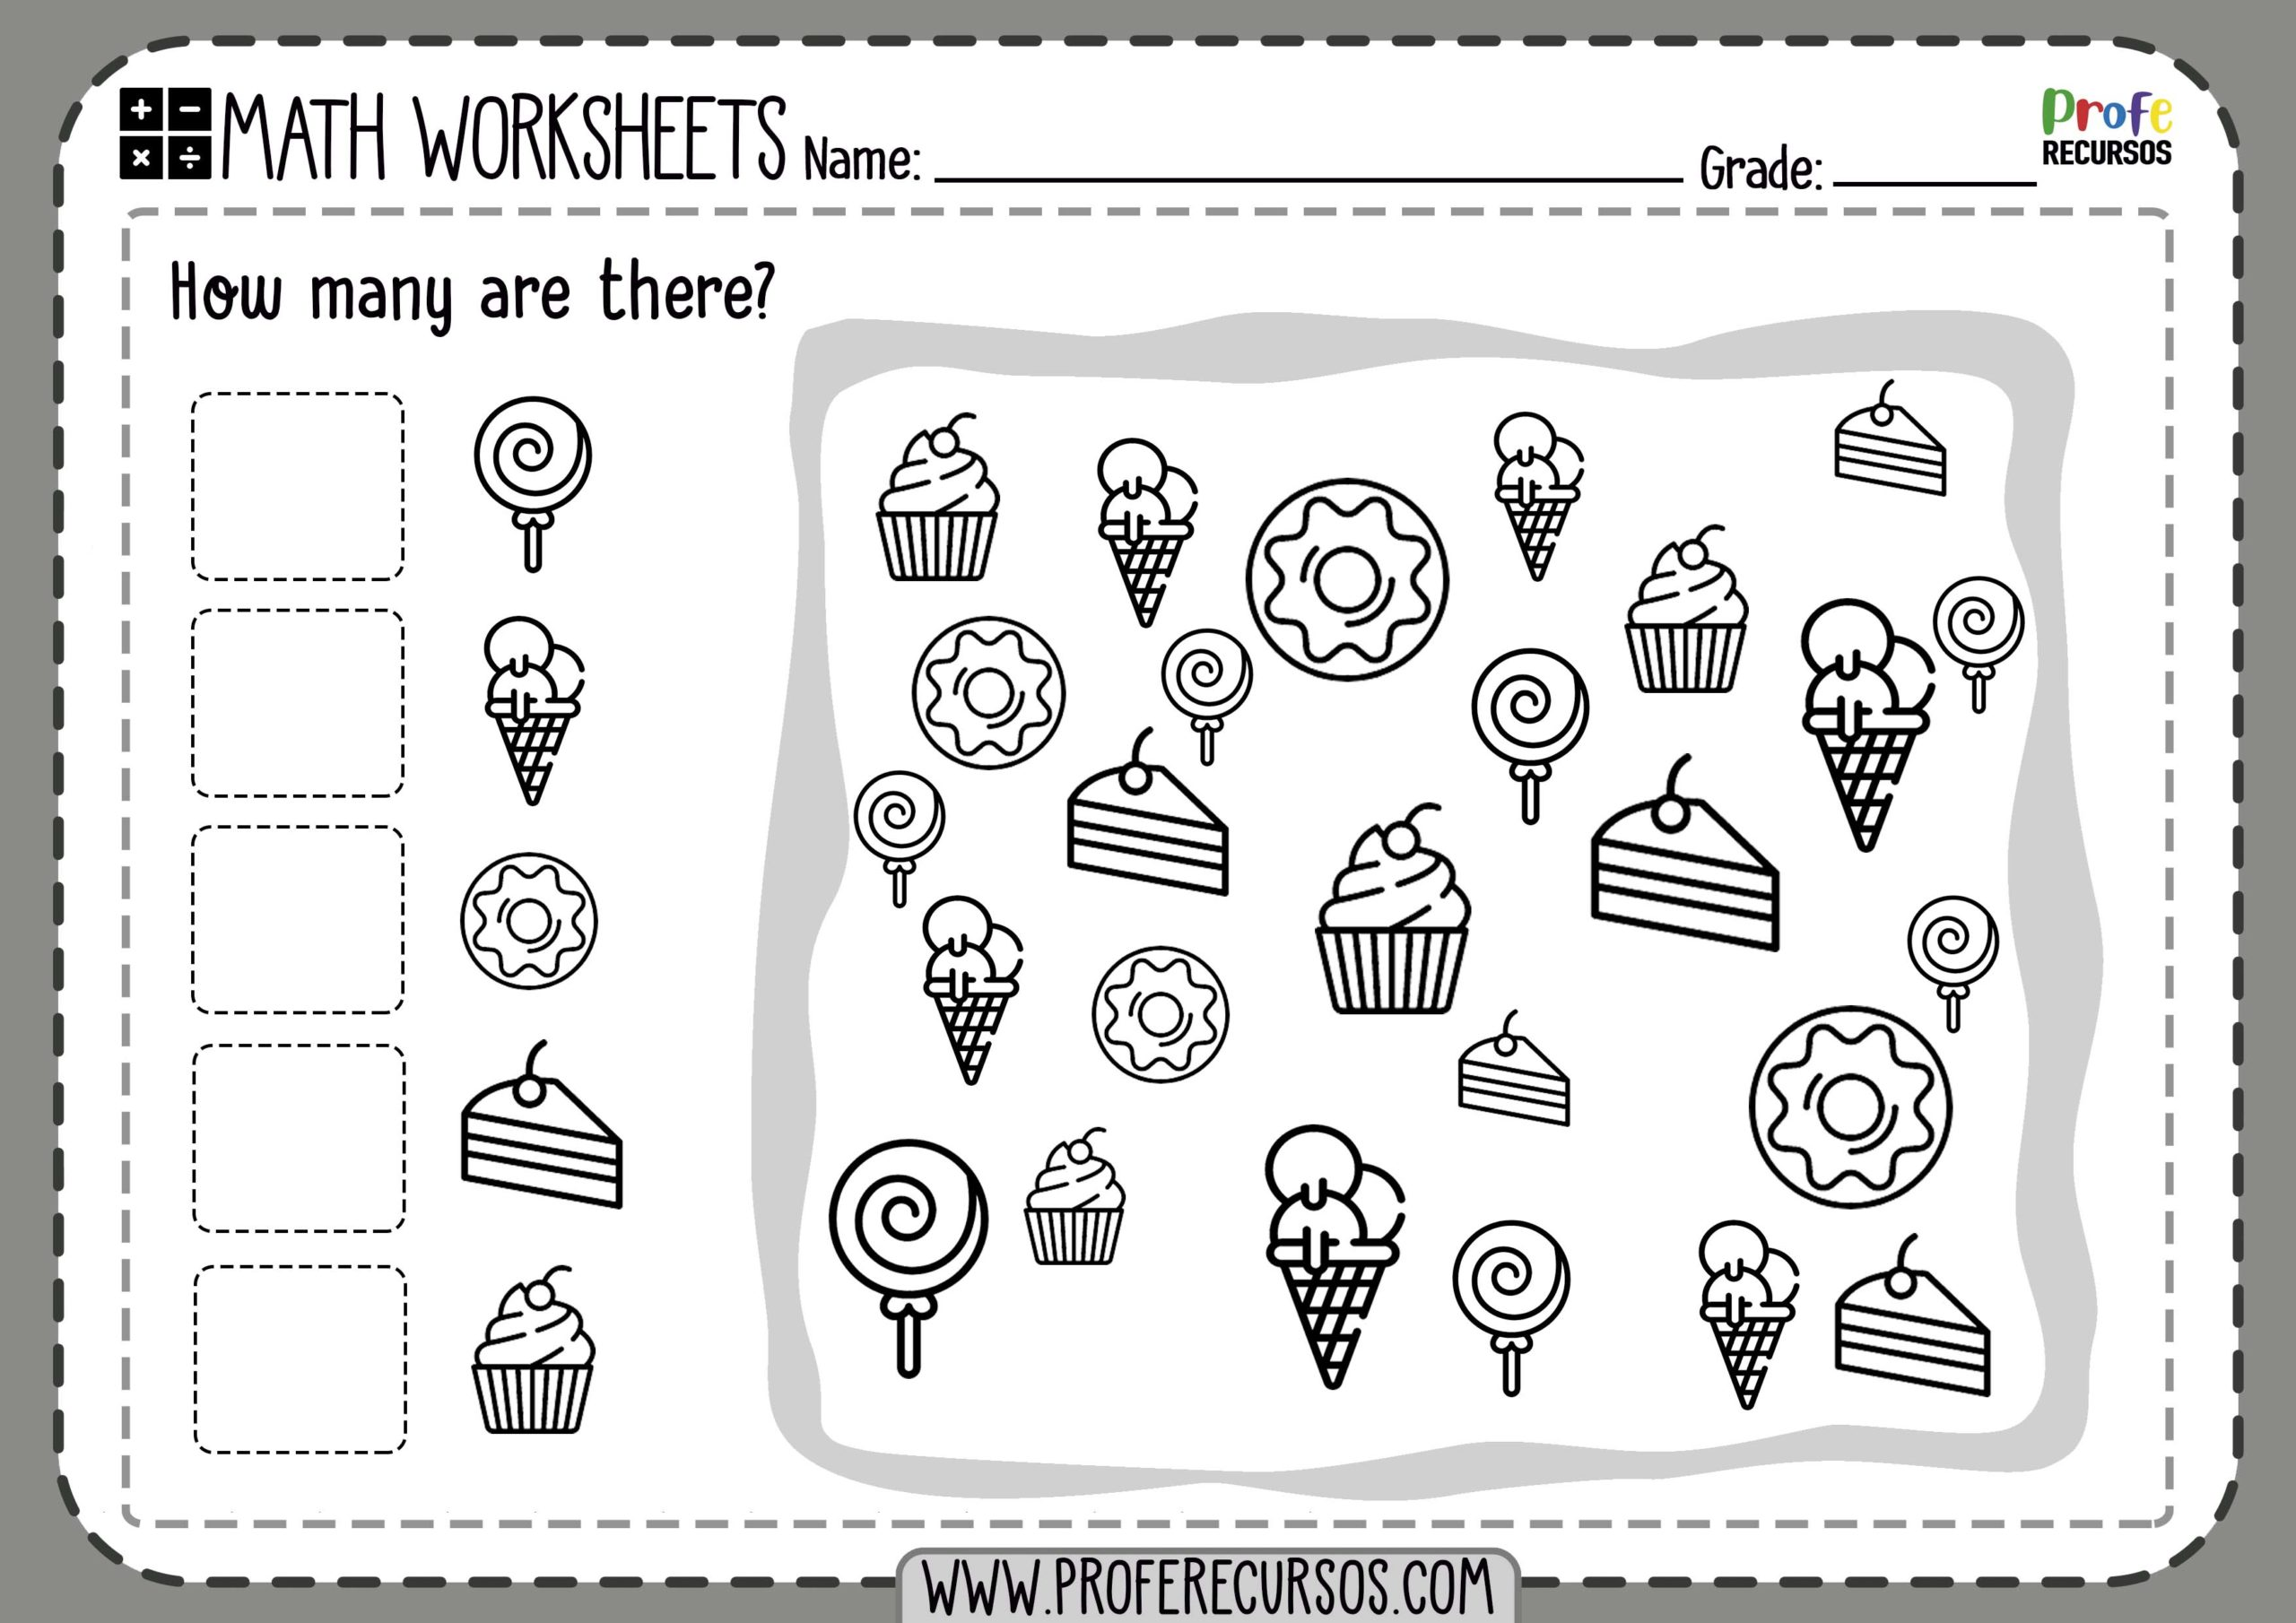 + -
× ÷
MATH WORKSHEETS Name: Grade:
Profe
RECURSOS
How many are there?
WWW.PROFERECURSOS.COM